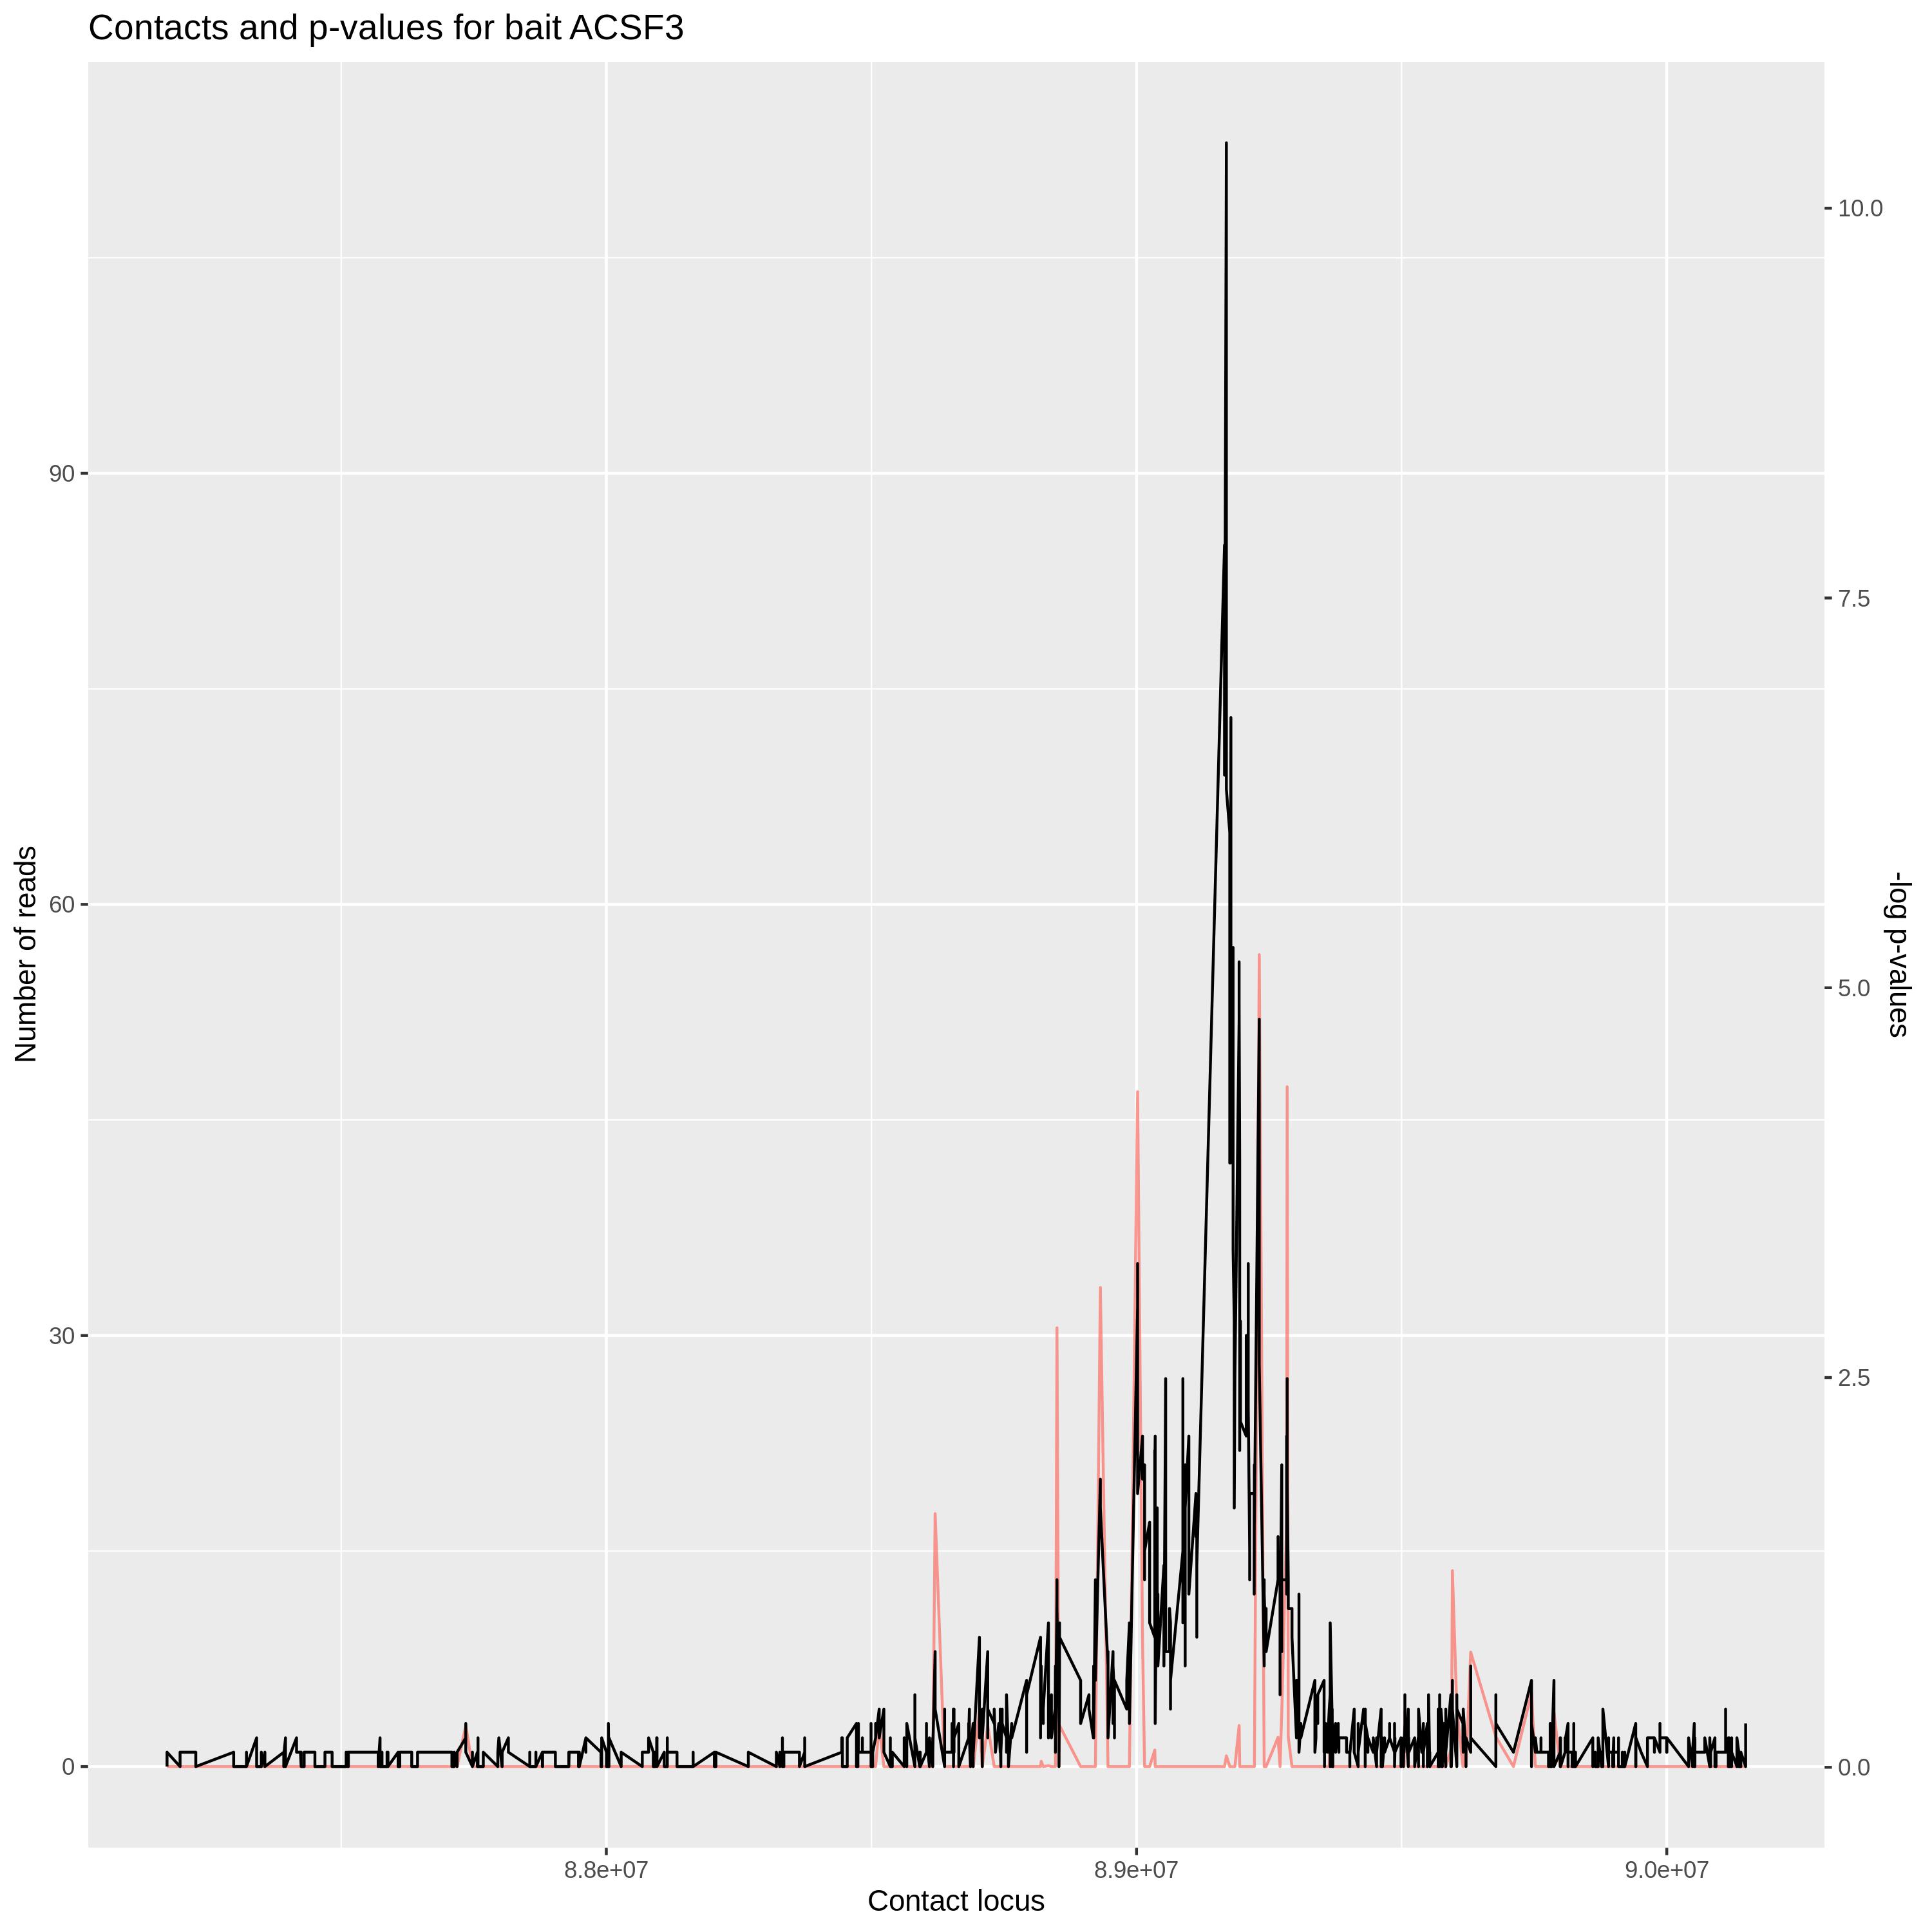 Contacts and p-values for bait ACSF3
10.0
90
7.5
Number of reads
60
-log p-values
5.0
30
2.5
0
0.0
8.8e+07 8.9e+07 9.0e+07
Contact locus